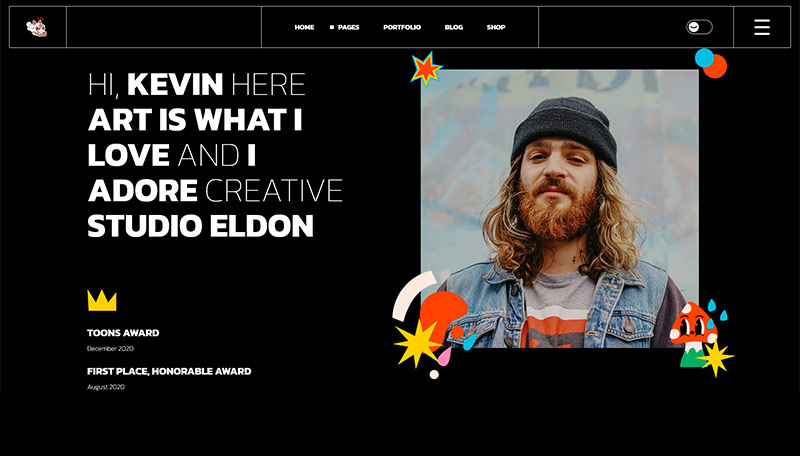 HOME PAGES PORTFOLIO BLOG SHOP
HI, KEVIN HERE
ART IS WHAT I
LOVE AND I
ADORE CREATIVE
STUDIO ELDON
TOONS AWARD
December 2020
FIRST PLACE, HONORABLE AWARD
August 2020